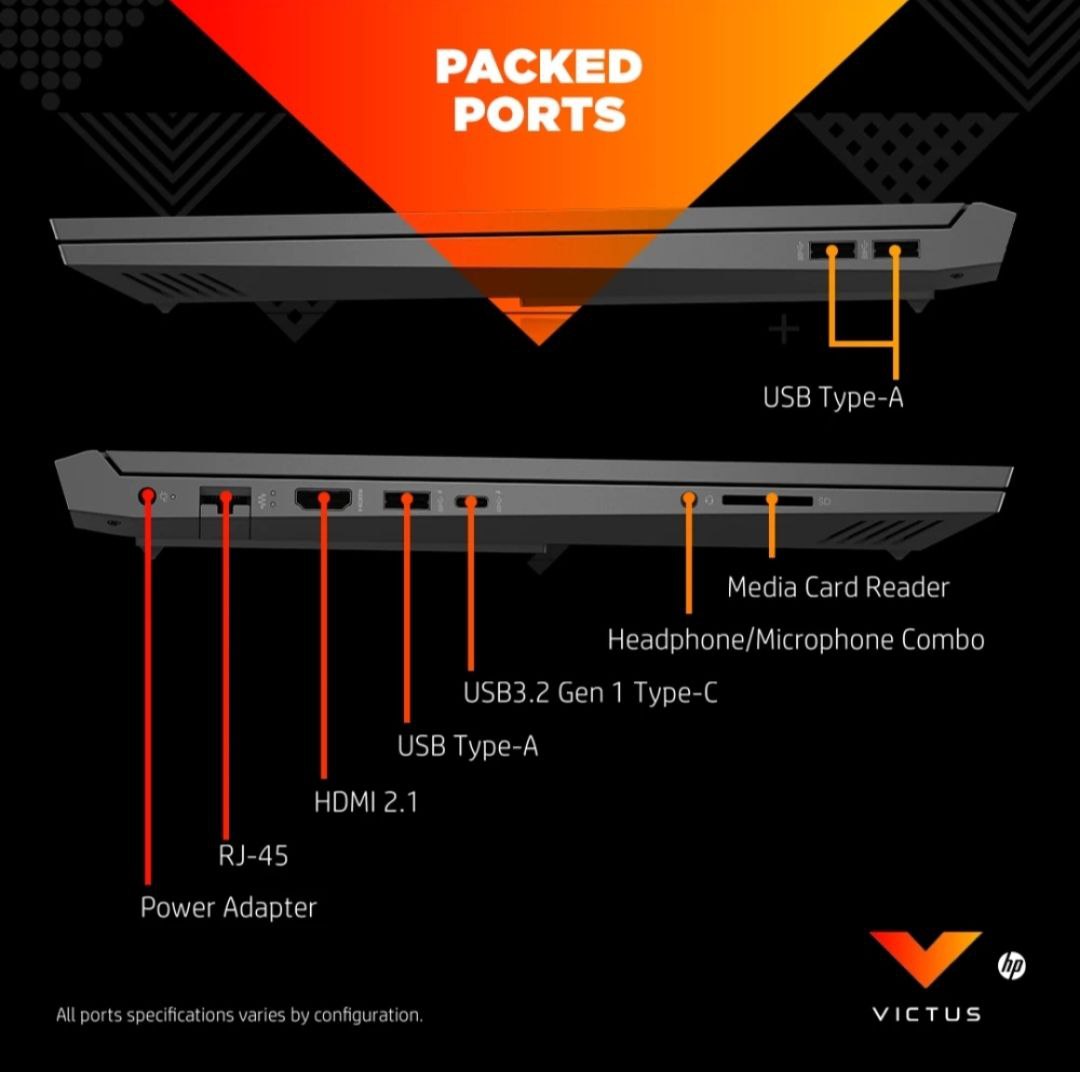 PACKED
PORTS
USB Type-A
Media Card Reader
Headphone/Microphone Combo
USB3.2 Gen 1 Type-C
USB Type-A
HDMI 2.1
RJ-45
Power Adapter
hp
VICTUS
All ports specifications varies by configuration.